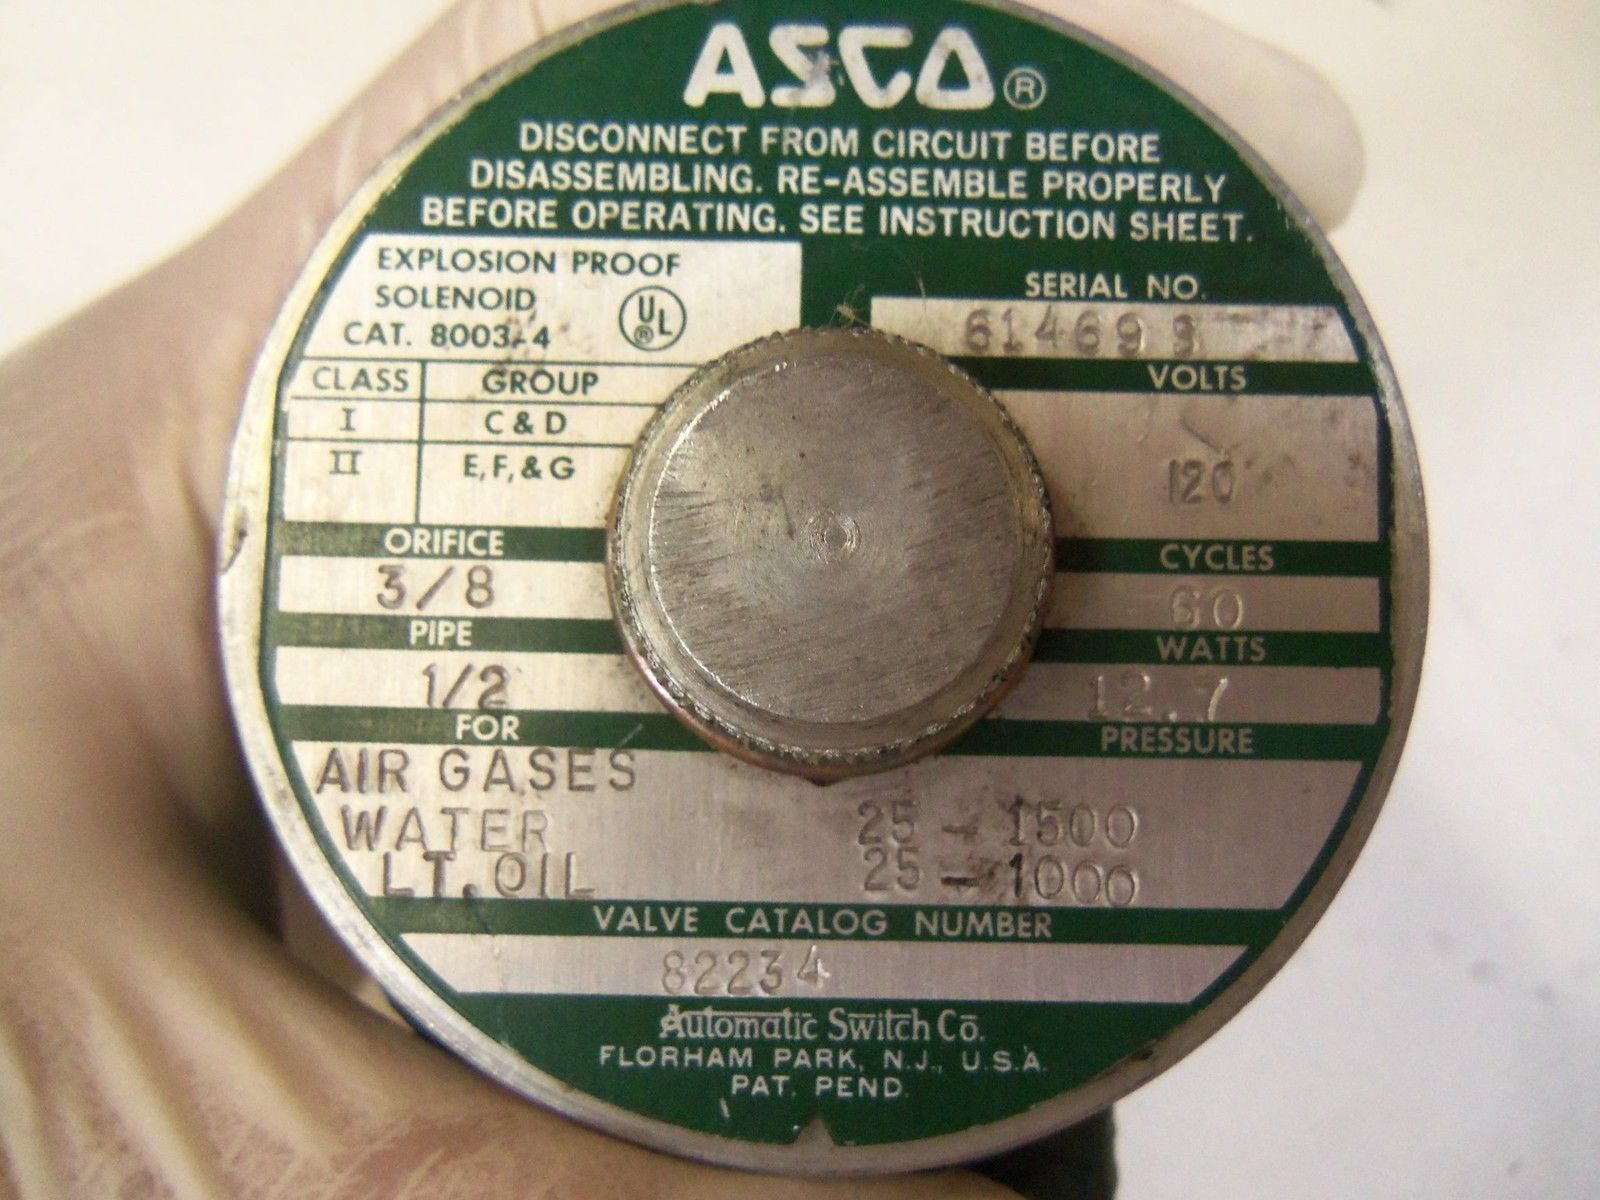 ASCO®
DISCONNECT FROM CIRCUIT BEFORE
DISASSEMBLING. RE-ASSEMBLE PROPERLY
BEFORE OPERATING. SEE INSTRUCTION SHEET.
EXPLOSION PROOF
SOLENOID
CAT. 8003-4
UL®
CLASS GROUP
I C & D
II E, F, & G
ORIFICE
3/8
PIPE
1/2
FOR
SERIAL NO.
61469
VOLTS
120
CYCLES
60
WATTS
12.7
PRESSURE
AIR GASES
WATER 25 - 1500
LT. OIL 25 - 1000
VALVE CATALOG NUMBER
82234
Automatic Switch Co.
FLORHAM PARK, N.J., U.S.A.
PAT. PEND.